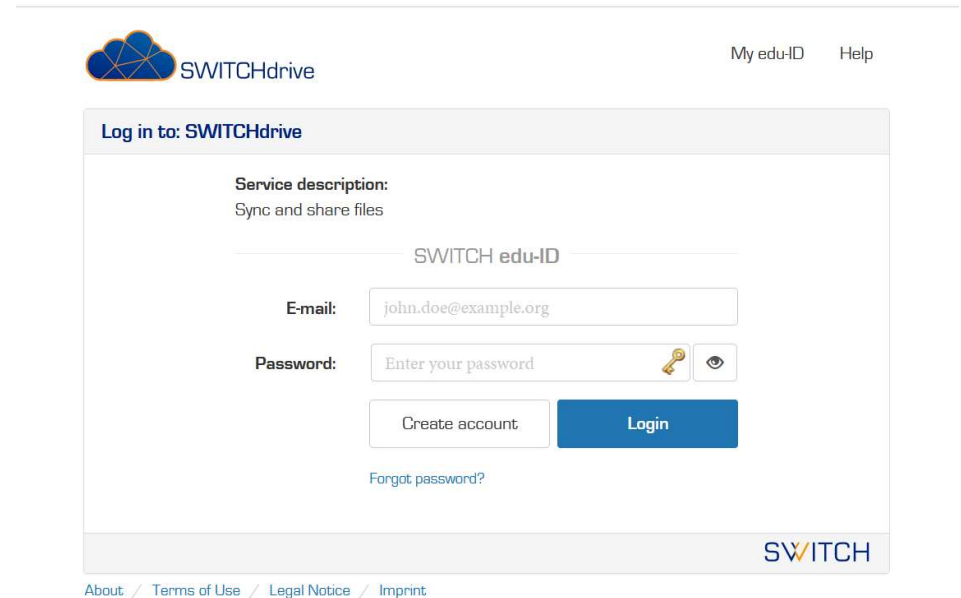 SWITCHdrive
My edu-ID Help
Log in to: SWITCHdrive
Service description:
Sync and share files
SWITCH edu-ID
E-mail: john.doe@example.org
Password: Enter your password
Create account Login
Forgot password?
SWITCH
About / Terms of Use / Legal Notice / Imprint